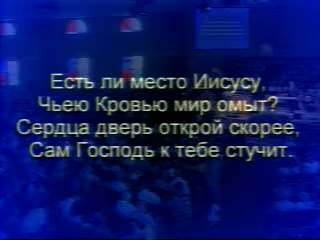 Есть ли место Иисусу,
Чьею Кровью мир омыт?
Сердца дверь открой скорее,
Сам Господь к тебе стучит.